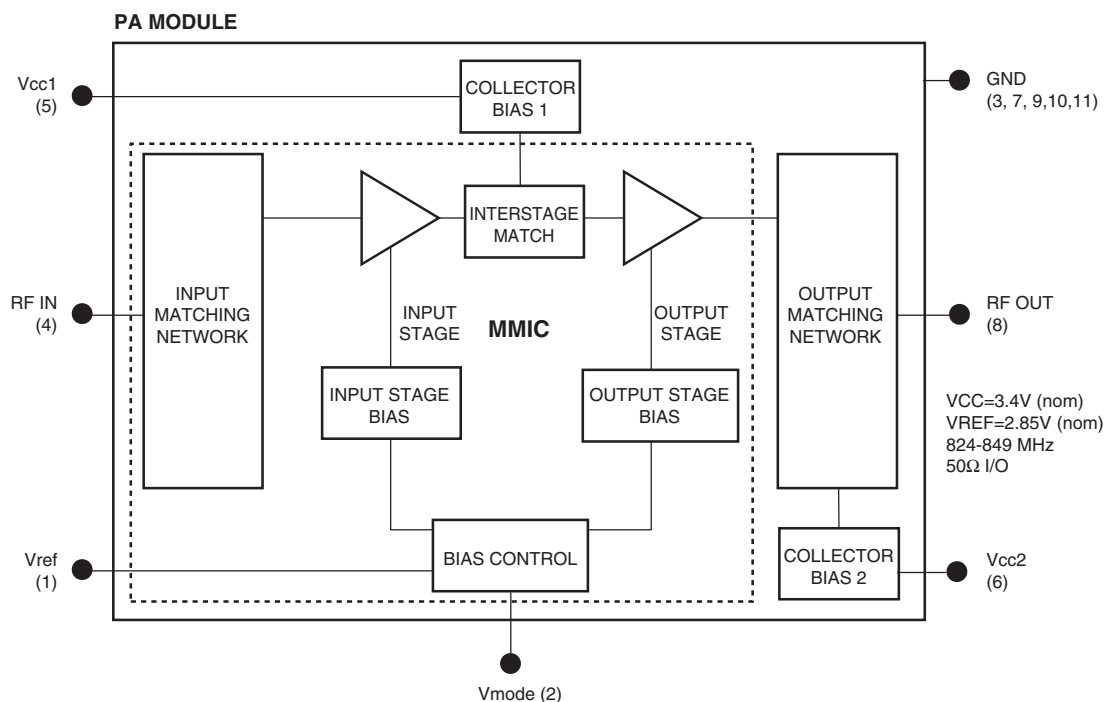 PA MODULE
Vcc1
(5)
COLLECTOR
BIAS 1
GND
(3, 7, 9,10,11)
INPUT
MATCHING
NETWORK
INTERSTAGE
MATCH
OUTPUT
MATCHING
NETWORK
RF IN
(4)
INPUT
STAGE
MMIC
OUTPUT
STAGE
RF OUT
(8)
INPUT STAGE
BIAS
OUTPUT STAGE
BIAS
VCC=3.4V (nom)
VREF=2.85V (nom)
824-849 MHz
50Ω I/O
Vref
(1)
BIAS CONTROL
COLLECTOR
BIAS 2
Vcc2
(6)
Vmode (2)